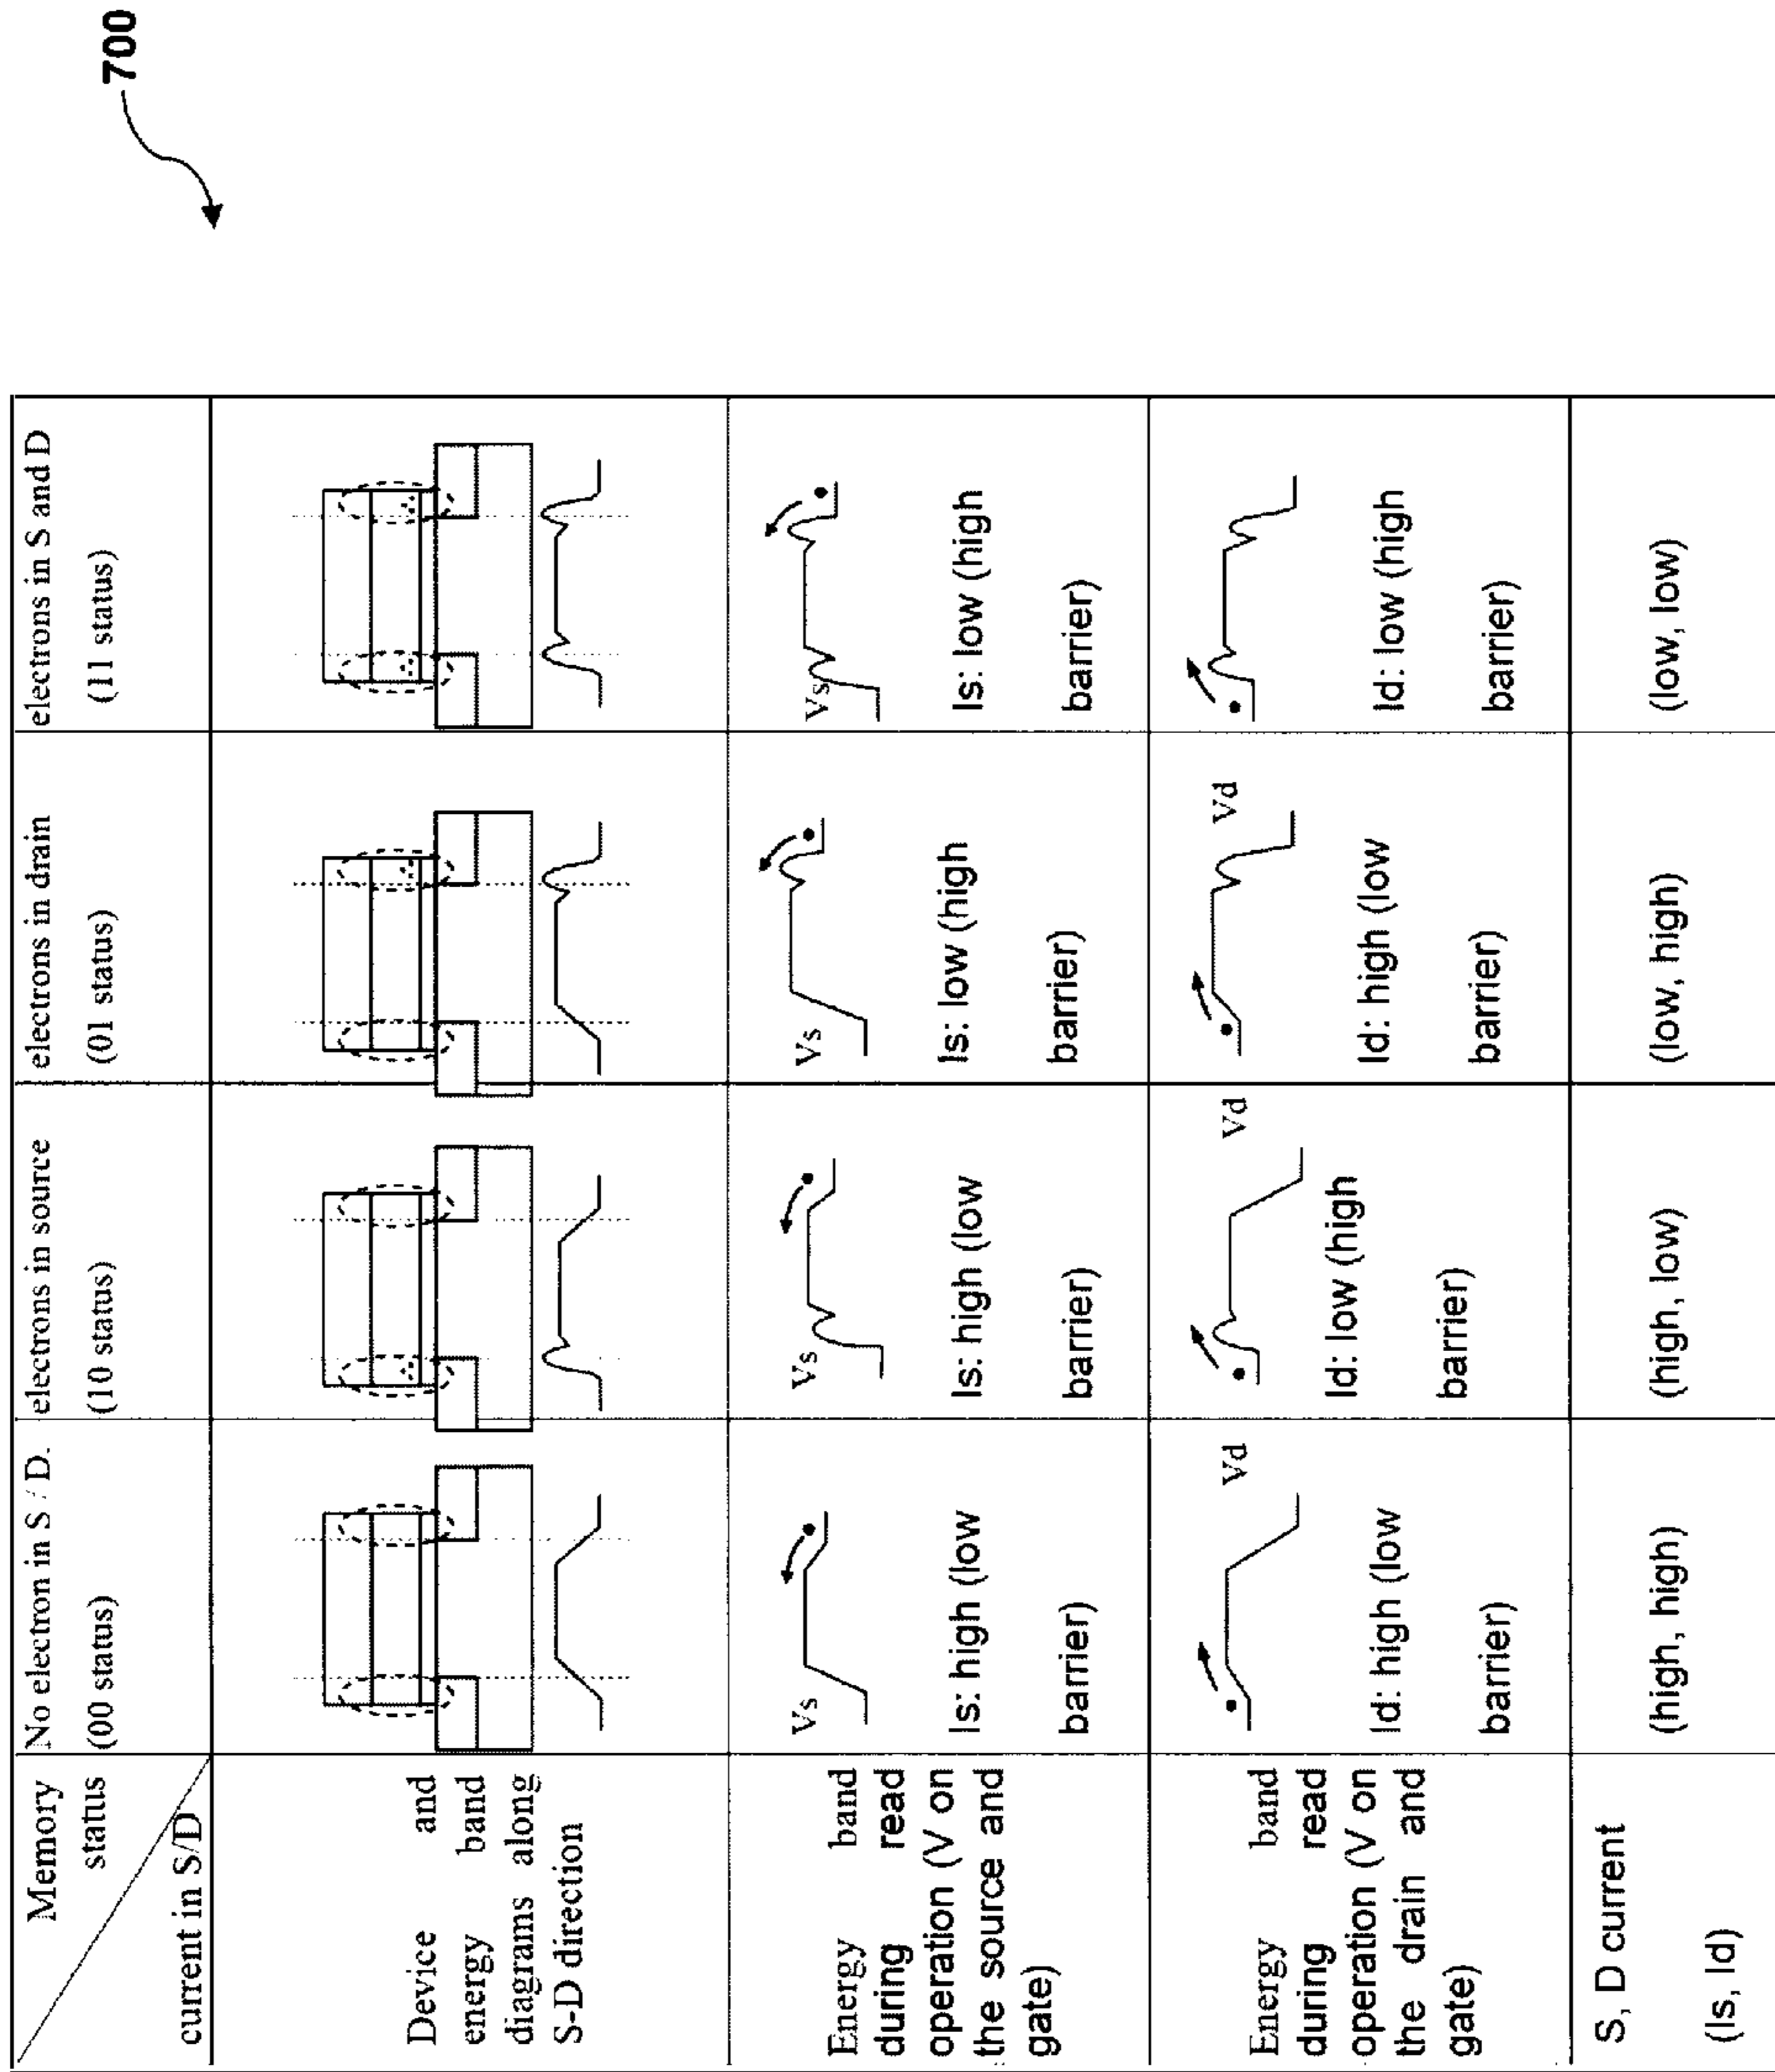 700
Memory
status
current in S/D
No electron in S / D.
(00 status)
electrons in source
(10 status)
electrons in drain
(01 status)
electrons in S and D
(11 status)
Device and
energy band
diagrams along
S-D direction
Energy band
during read
operation (V on
the source and
gate)
Vs
Is: high (low
barrier)
Vs
Is: high (low
barrier)
Vs
Is: low (high
barrier)
Vs
Is: low (high
barrier)
Energy band
during read
operation (V on
the drain and
gate)
Vd
Id: high (low
barrier)
Vd
Id: low (high
barrier)
Vd
Id: high (low
barrier)
Id: low (high
barrier)
S, D current
(Is, Id)
(high, high)
(high, low)
(low, high)
(low, low)